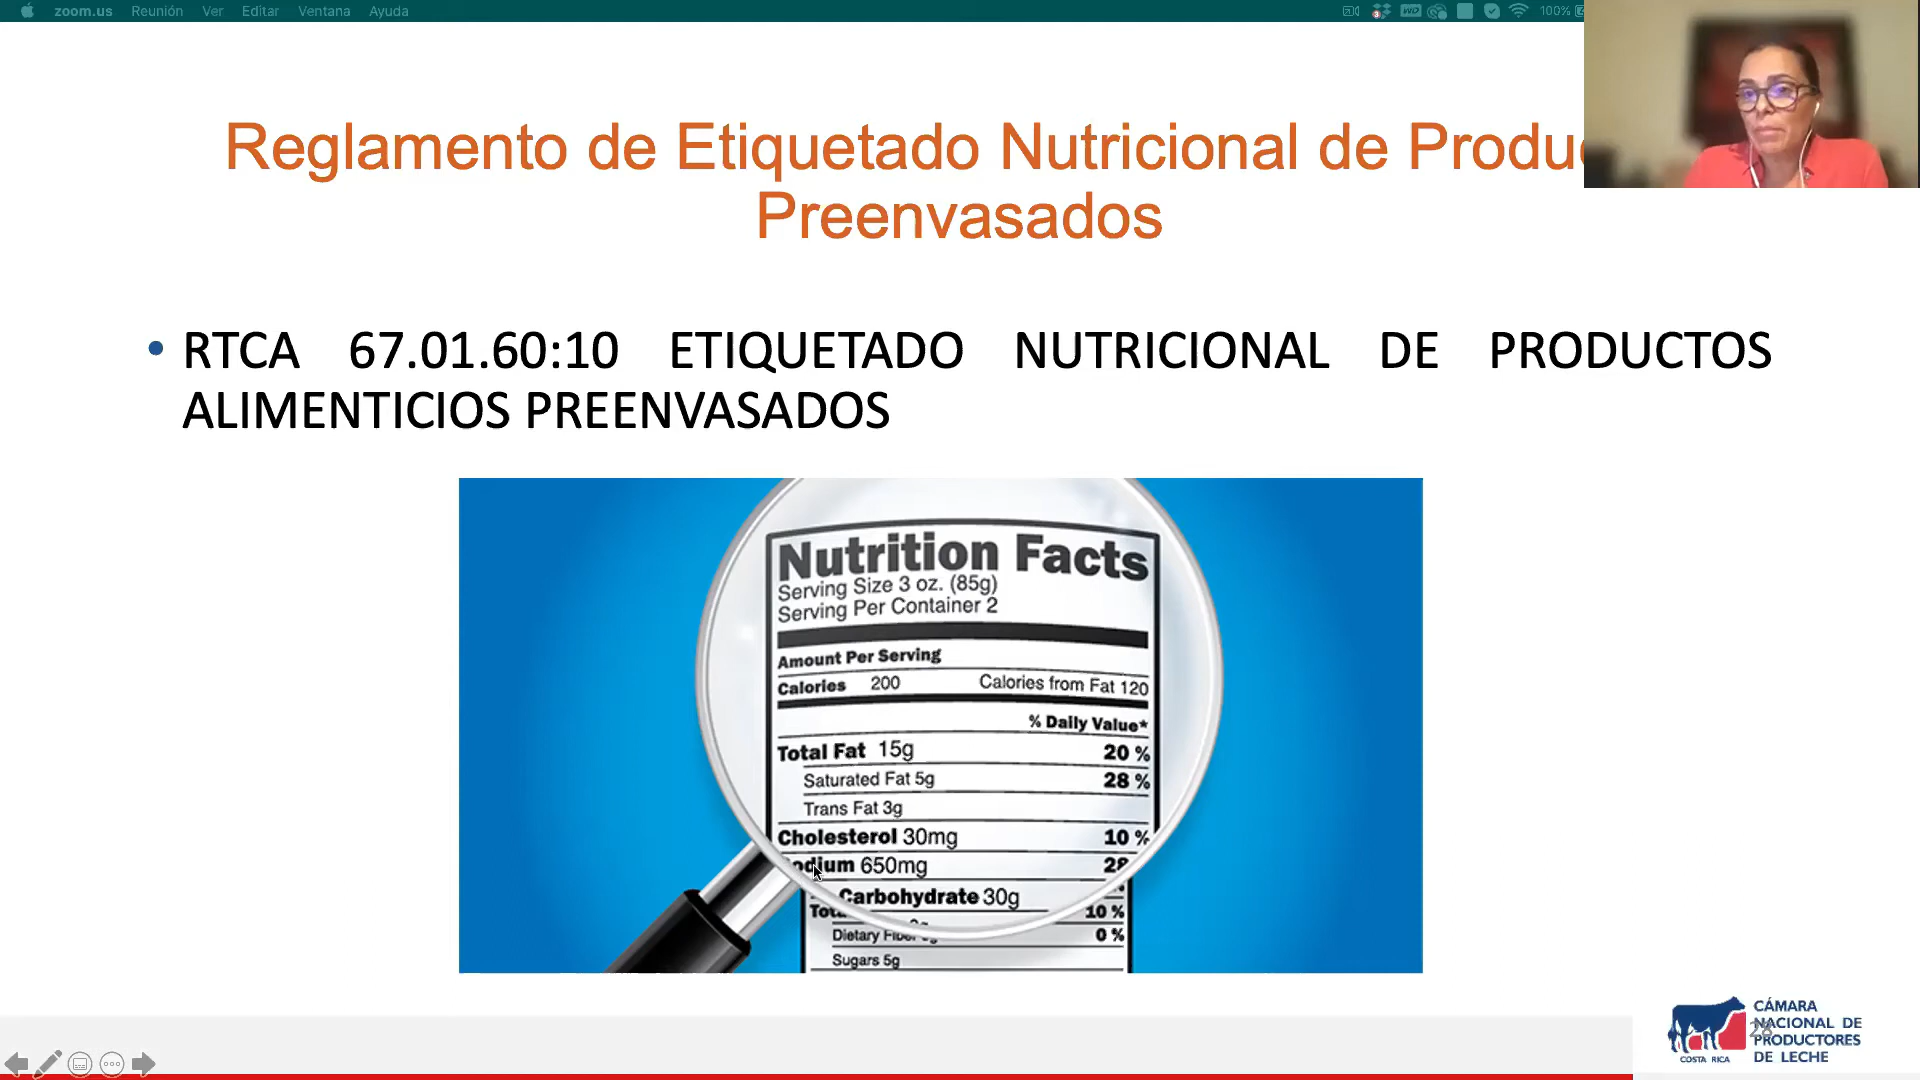 zoom.us Reunión Ver Editar Ventana Ayuda
100%
Reglamento de Etiquetado Nutricional de
Preenvasados
• RTCA 67.01.60:10 ETIQUETADO NUTRICIONAL DE PRODUCTOS
ALIMENTICIOS PREENVASADOS
Nutrition Facts
Serving Size 3 oz. (85g)
Serving Per Container 2
Amount Per Serving
Calories 200 Calories from Fat 120
% Daily Value*
Total Fat 15g 20 %
Saturated Fat 5g 28 %
Trans Fat 3g
Cholesterol 30mg 10 %
650mg 28
Carbohydrate 30g
10 %
Dietary 0 %
Sugars 5g
CÁMARA
NACIONAL DE
PRODUCTORES
DE LECHE
COSTA RICA
28